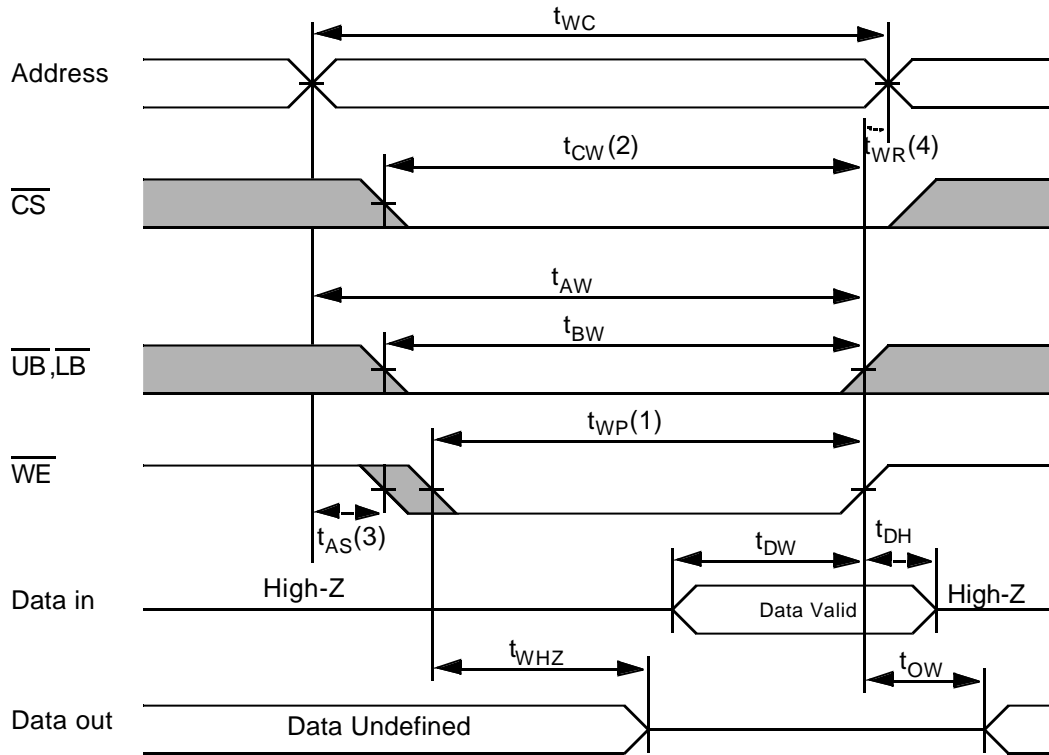 tWC
Address
tCW(2)
tWR(4)
CS
tAW
tBW
UB,LB
tWP(1)
WE
tAS(3)
tDW
tDH
High-Z
Data in
Data Valid
High-Z
tWHZ
tOW
Data out
Data Undefined